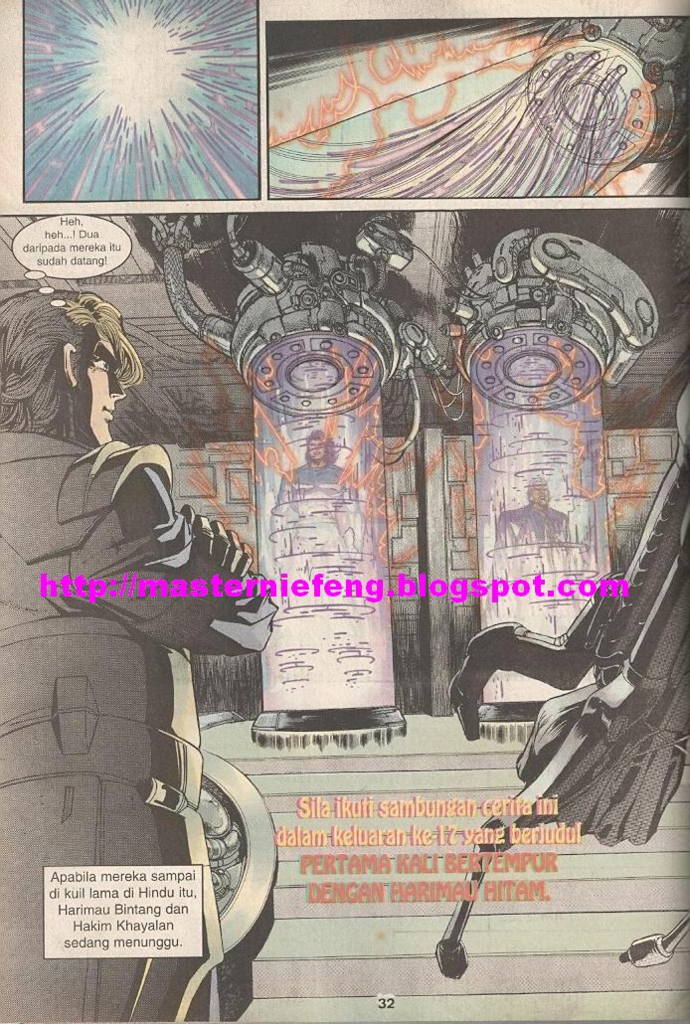 Heh,
heh...! Dua
daripada mereka itu
sudah datang!
http://masterniefeng.blogspot.com
Sila ikuti sambungan cerita ini
dalam keluaran ke-17 yang berjudul
PERTAMA KALI BERTEMPUR
DENGAN HARIMAU HITAM.
Apabila mereka sampai
di kuil lama di Hindu itu,
Harimau Bintang dan
Hakim Khayalan
sedang menunggu.
32